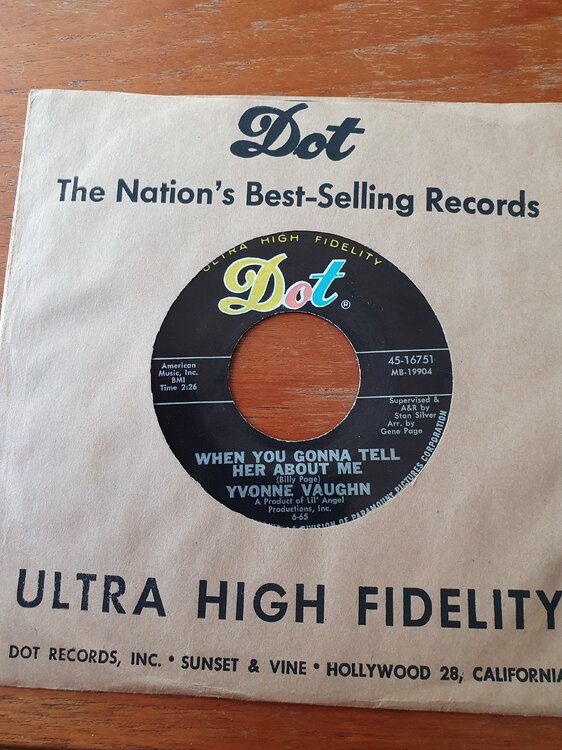 Dot
The Nation's Best-Selling Records
ULTRA HIGH FIDELITY
Dot®
American
Music, Inc.
BMI
Time 2:26
45-16751
MB-19904
Supervised &
A&R by
Stan Silver
Arr. by
Gene Page
WHEN YOU GONNA TELL
HER ABOUT ME
(Billy Page)
YVONNE VAUGHN
A Product of Lil' Angel
Productions, Inc.
6-65
A DIVISION OF PARAMOUNT PICTURES CORPORATION
ULTRA HIGH FIDELITY
DOT RECORDS, INC. • SUNSET & VINE • HOLLYWOOD 28, CALIFORNIA